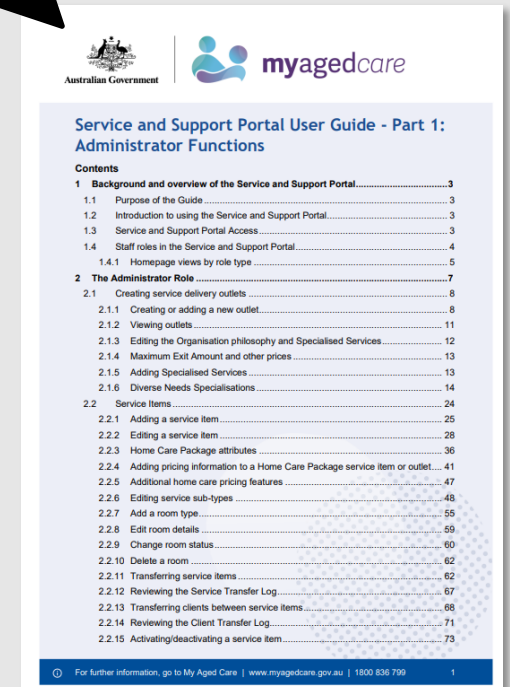 Australian Government
myagedcare
Service and Support Portal User Guide - Part 1:
Administrator Functions
Contents
1 Background and overview of the Service and Support Portal..................................3
1.1 Purpose of the Guide.................................. 3
1.2 Introduction to using the Service and Support Portal.................................. 3
1.3 Service and Support Portal Access.................................. 3
1.4 Staff roles in the Service and Support Portal.................................. 4
1.4.1 Homepage views by role type.................................. 5
2 The Administrator Role..................................7
2.1 Creating service delivery outlets.................................. 8
2.1.1 Creating or adding a new outlet.................................. 8
2.1.2 Viewing outlets.................................. 11
2.1.3 Editing the Organisation philosophy and Specialised Services.................................. 12
2.1.4 Maximum Exit Amount and other prices.................................. 13
2.1.5 Adding Specialised Services.................................. 13
2.1.6 Diverse Needs Specialisations.................................. 14
2.2 Service Items.................................. 24
2.2.1 Adding a service item.................................. 25
2.2.2 Editing a service item.................................. 28
2.2.3 Home Care Package attributes.................................. 36
2.2.4 Adding pricing information to a Home Care Package service item or outlet.... 41
2.2.5 Additional home care pricing features.................................. 47
2.2.6 Editing service sub-types.................................. 48
2.2.7 Add a room type.................................. 55
2.2.8 Edit room details.................................. 59
2.2.9 Change room status.................................. 60
2.2.10 Delete a room.................................. 62
2.2.11 Transferring service items.................................. 62
2.2.12 Reviewing the Service Transfer Log.................................. 67
2.2.13 Transferring clients between service items.................................. 68
2.2.14 Reviewing the Client Transfer Log.................................. 71
2.2.15 Activating/deactivating a service item.................................. 73
For further information, go to My Aged Care | www.myagedcare.gov.au | 1800 836 799 1